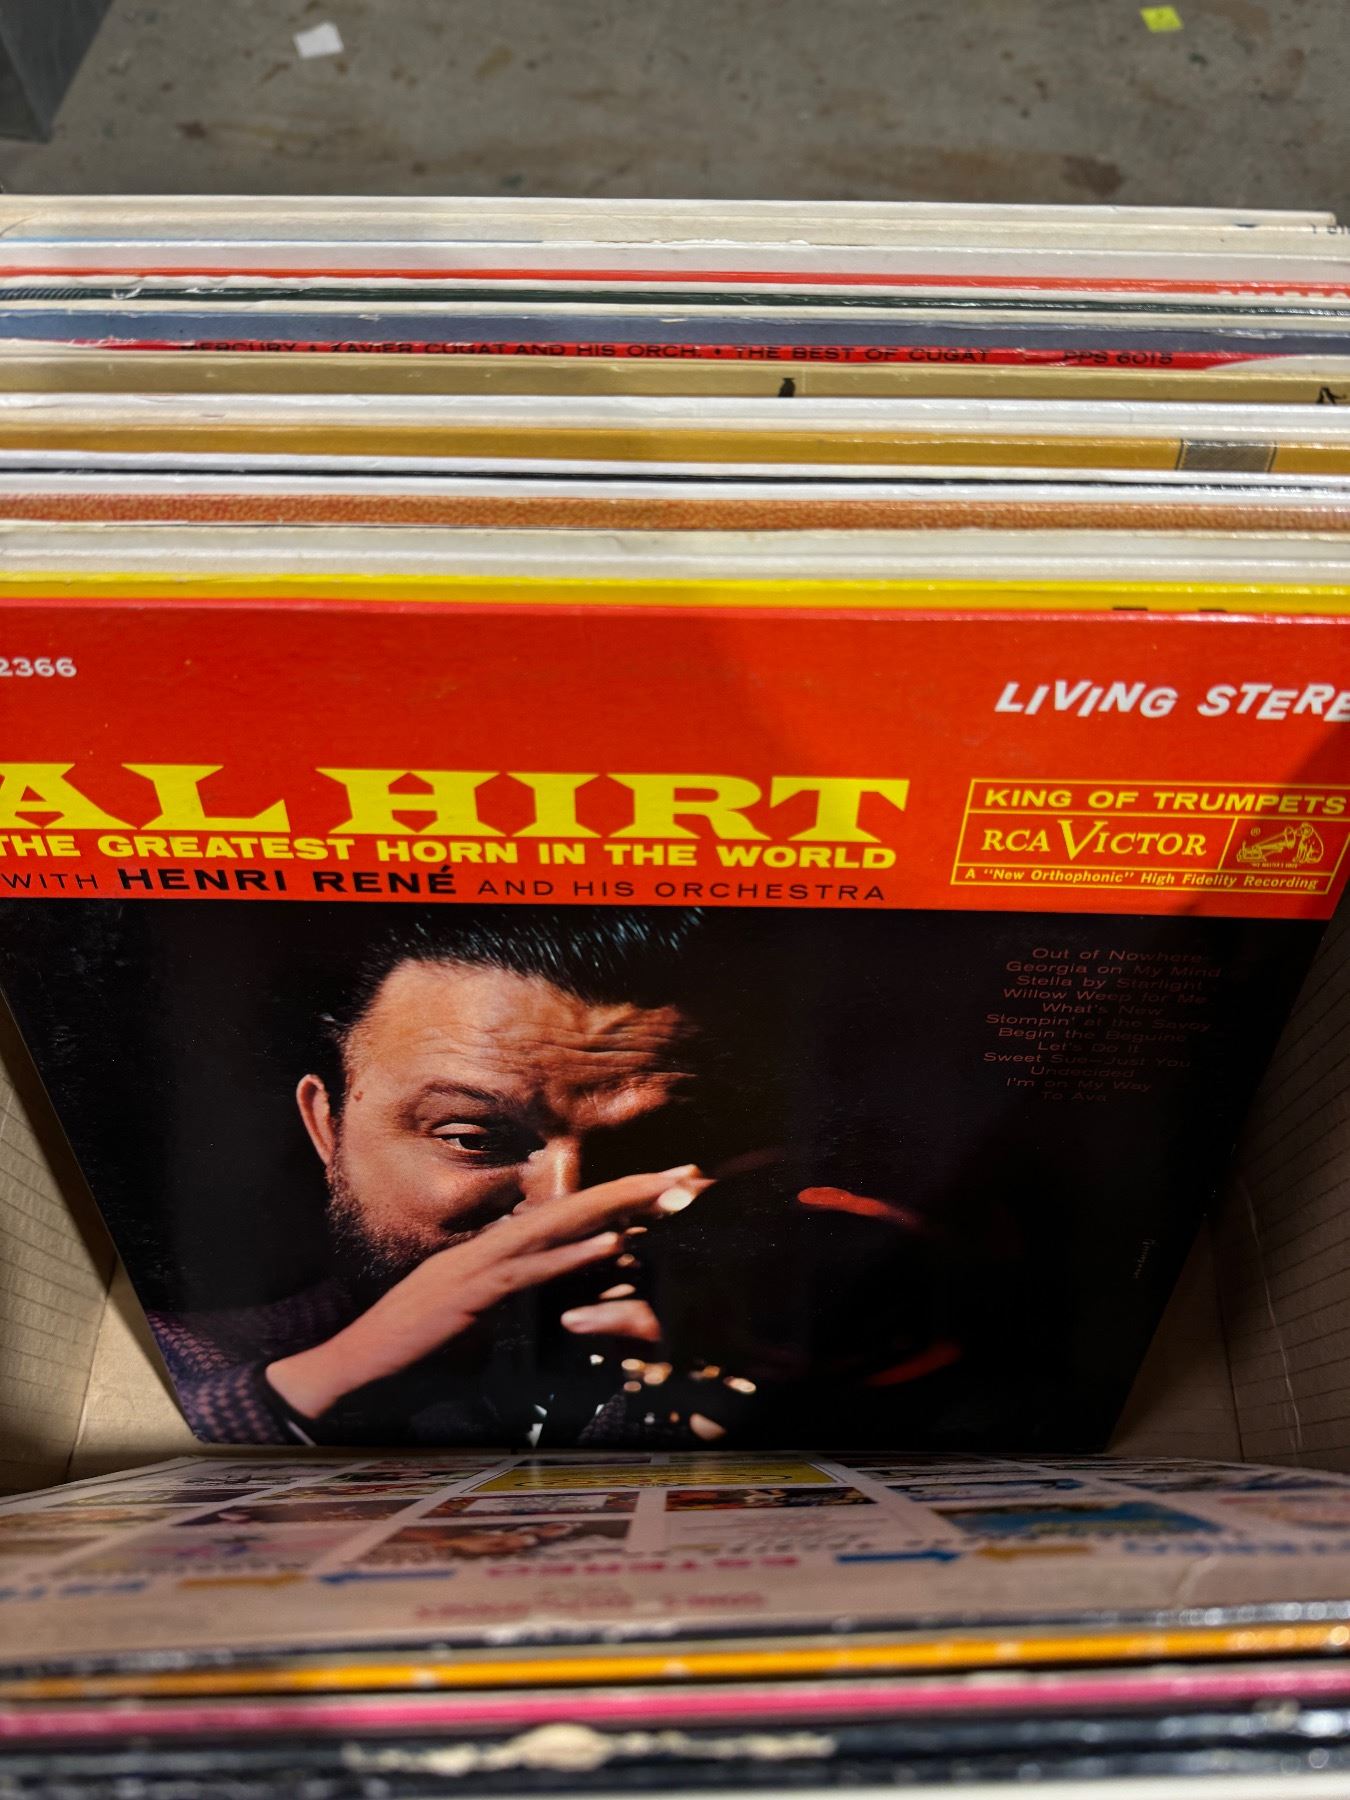 MERCURY • XAVIER CUGAT AND HIS ORCH. • THE BEST OF CUGAT PPS 6015
2366
LIVING STERE
AL HIRT
THE GREATEST HORN IN THE WORLD
WITH HENRI RENÉ AND HIS ORCHESTRA
KING OF TRUMPETS
RCA VICTOR
A "New Orthophonic" High Fidelity Recording
Out of Nowhere
Georgia on My Mind
Stella by Starlight
Willow Weep for Me
What's New
Stompin' at the Savoy
Begin the Beguine
Let's Do It
Sweet Sue—Just You
Undecided
I'm on My Way
To Ava